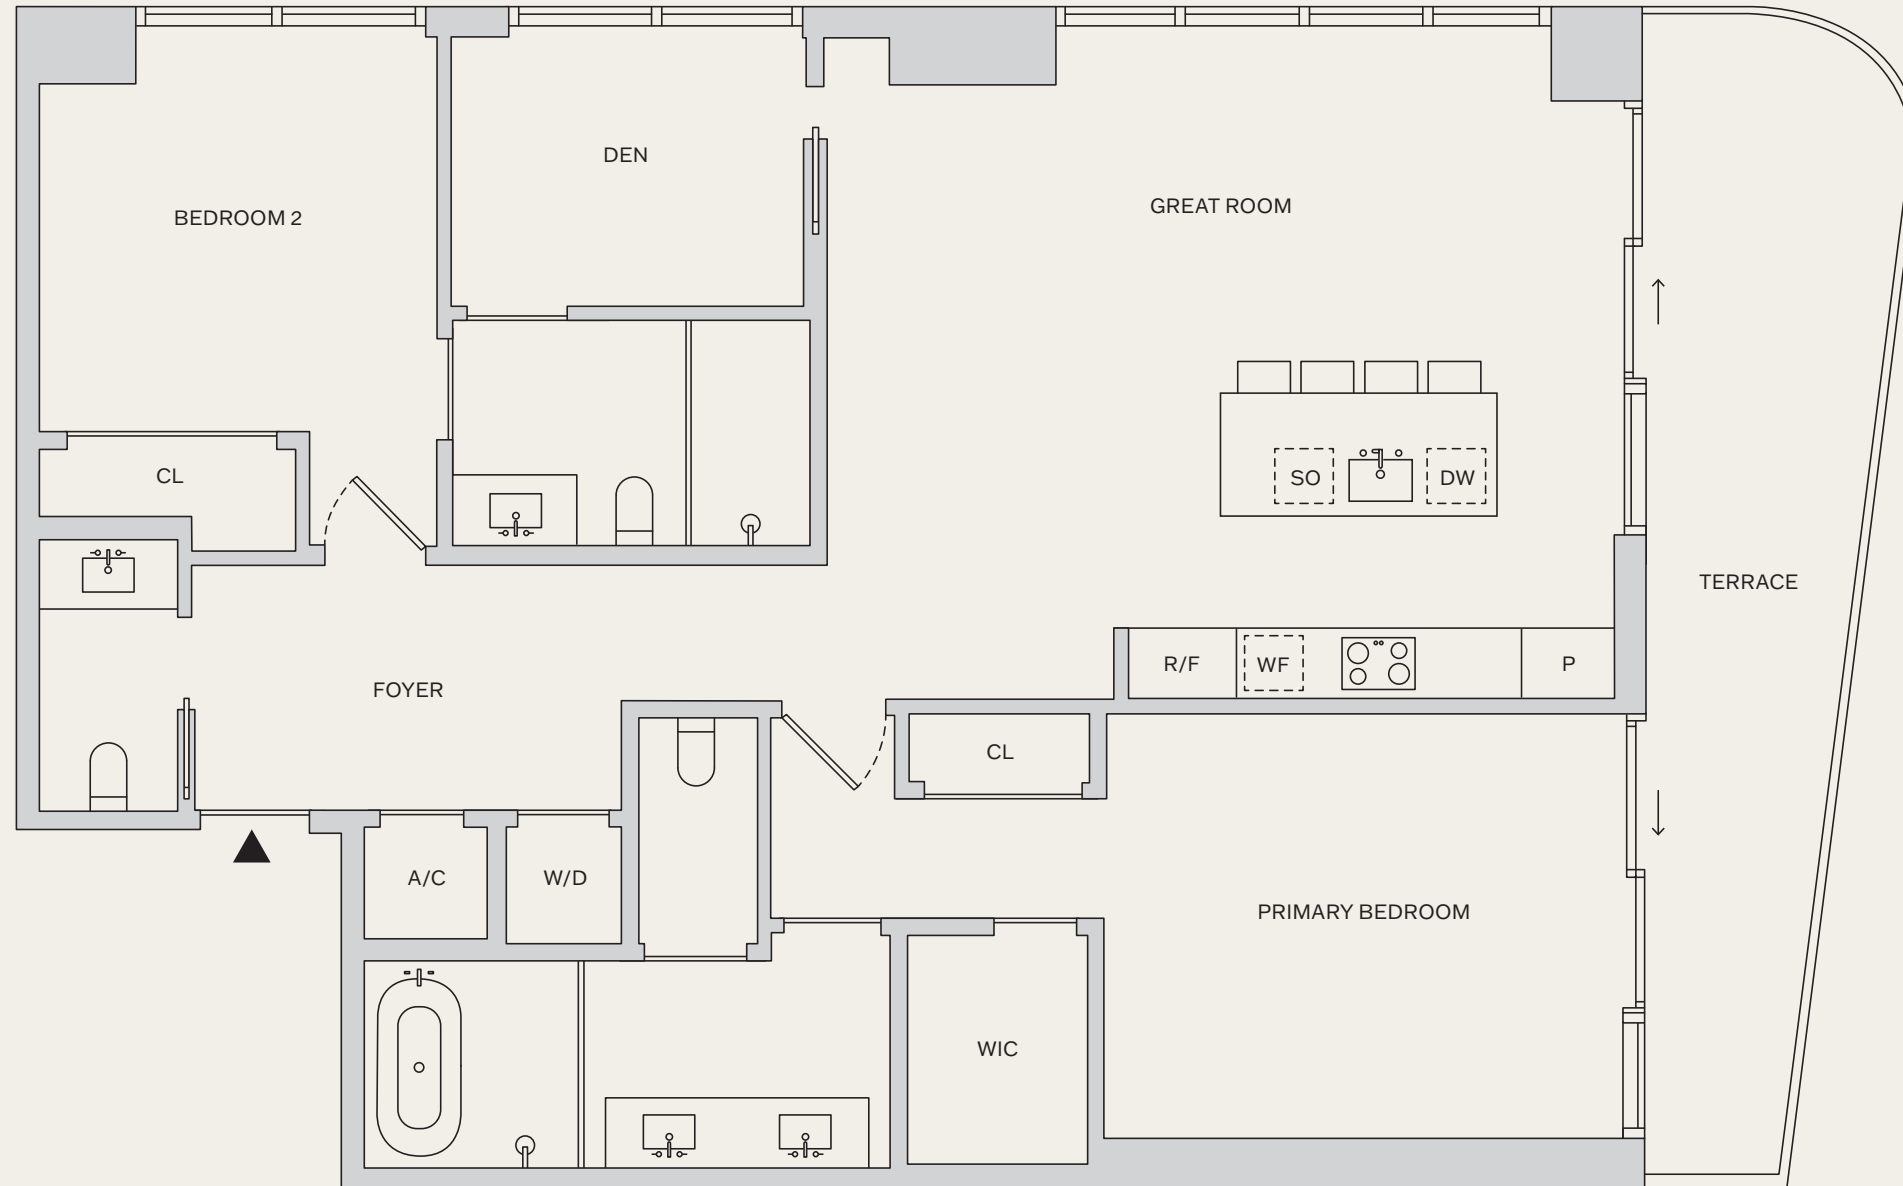 DEN
GREAT ROOM
BEDROOM 2
CL
SO
DW
TERRACE
R/F
WF
P
FOYER
CL
A/C
W/D
PRIMARY BEDROOM
WIC